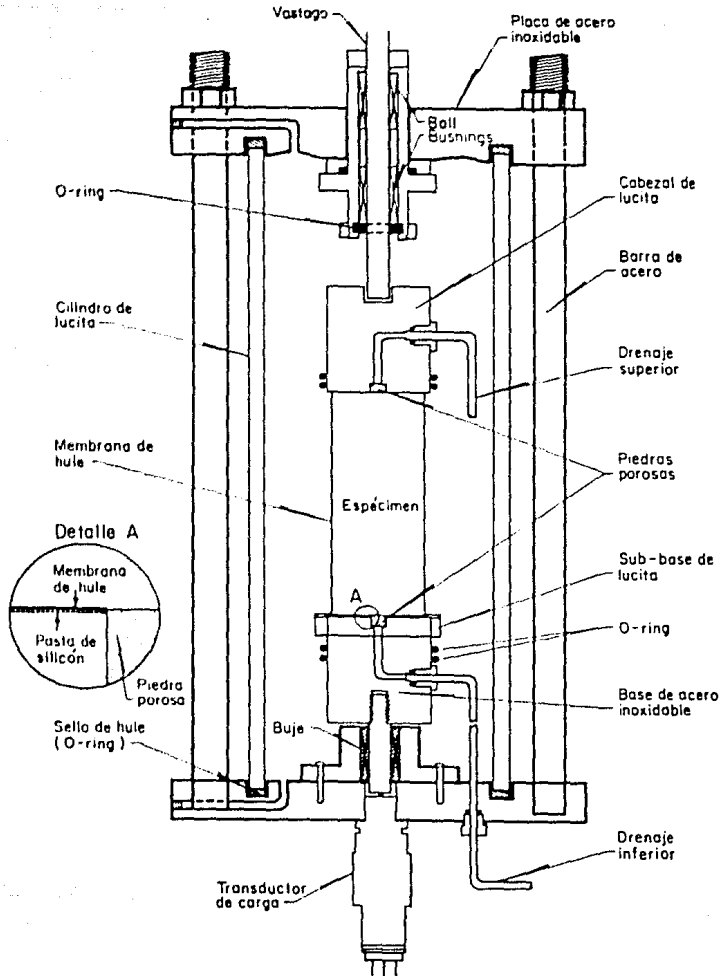 Vastago
Placa de acero
inoxidable
Ball
Bushings
O-ring
Cabezal de
lucita
Barra de
acero
Cilindro de
lucita
Drenaje
superior
Membrana de
hule
Piedras
porosas
Espécimen
Detalle A
Membrana
de hule
Pasta de
silicón
Piedra
porosa
A
Sub-base de
lucita
O-ring
Base de acero
inoxidable
Sello de hule
(O-ring)
Buje
Drenaje
inferior
Transductor
de carga